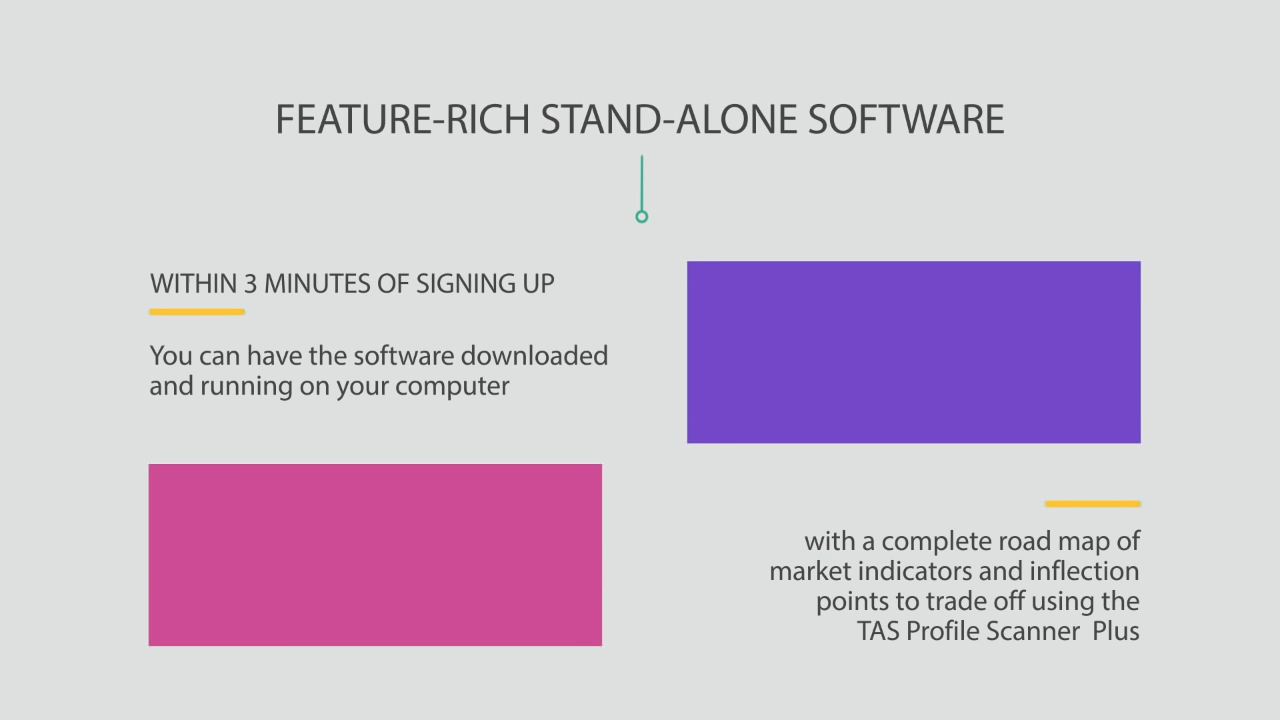 FEATURE-RICH STAND-ALONE SOFTWARE
WITHIN 3 MINUTES OF SIGNING UP
You can have the software downloaded
and running on your computer
with a complete road map of
market indicators and inflection
points to trade off using the
TAS Profile Scanner  Plus